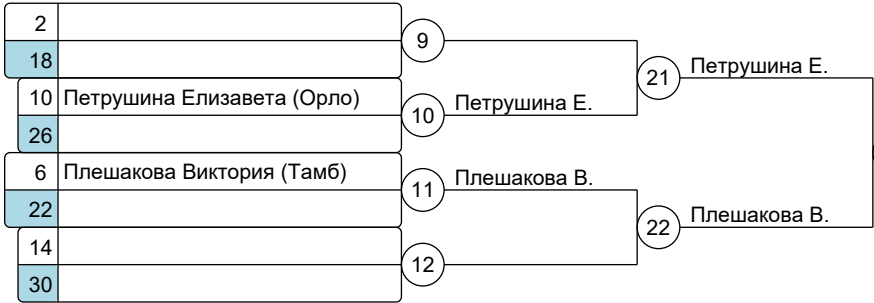 2
9
18
21 Петрушина Е.
10 Петрушина Елизавета (Орло)
10 Петрушина Е.
26
6 Плешакова Виктория (Тамб)
11 Плешакова В.
22
22 Плешакова В.
14
12
30